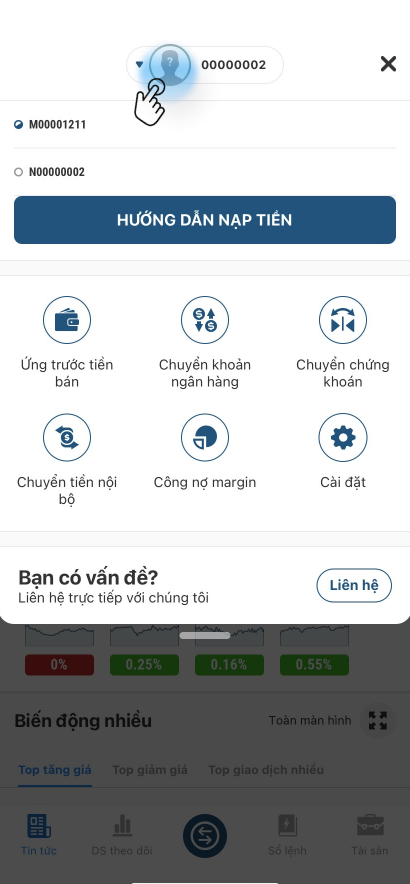 00000002
M00001211
N00000002
HƯỚNG DẪN NẠP TIỀN
Ứng trước tiền
bán
Chuyển khoản
ngân hàng
Chuyển chứng
khoán
Chuyển tiền nội
bộ
Công nợ margin
Cài đặt
Bạn có vấn đề?
Liên hệ trực tiếp với chúng tôi
Liên hệ
0%
0.25%
0.16%
0.55%
Biến động nhiều
Toàn màn hình
Top tăng giá
Top giảm giá
Top giao dịch nhiều
Tin tức
DS theo dõi
Sổ lệnh
Tài sản